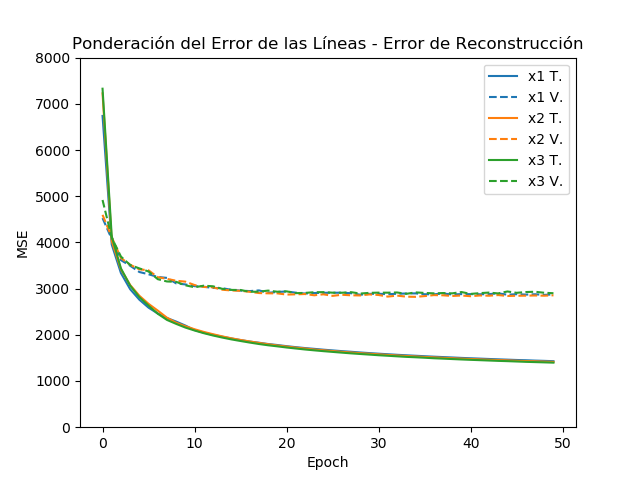 Ponderación del Error de las Líneas - Error de Reconstrucción
8000
7000
6000
5000
4000
3000
2000
1000
0
MSE
x1 T.
x1 V.
x2 T.
x2 V.
x3 T.
x3 V.
0 10 20 30 40 50
Epoch